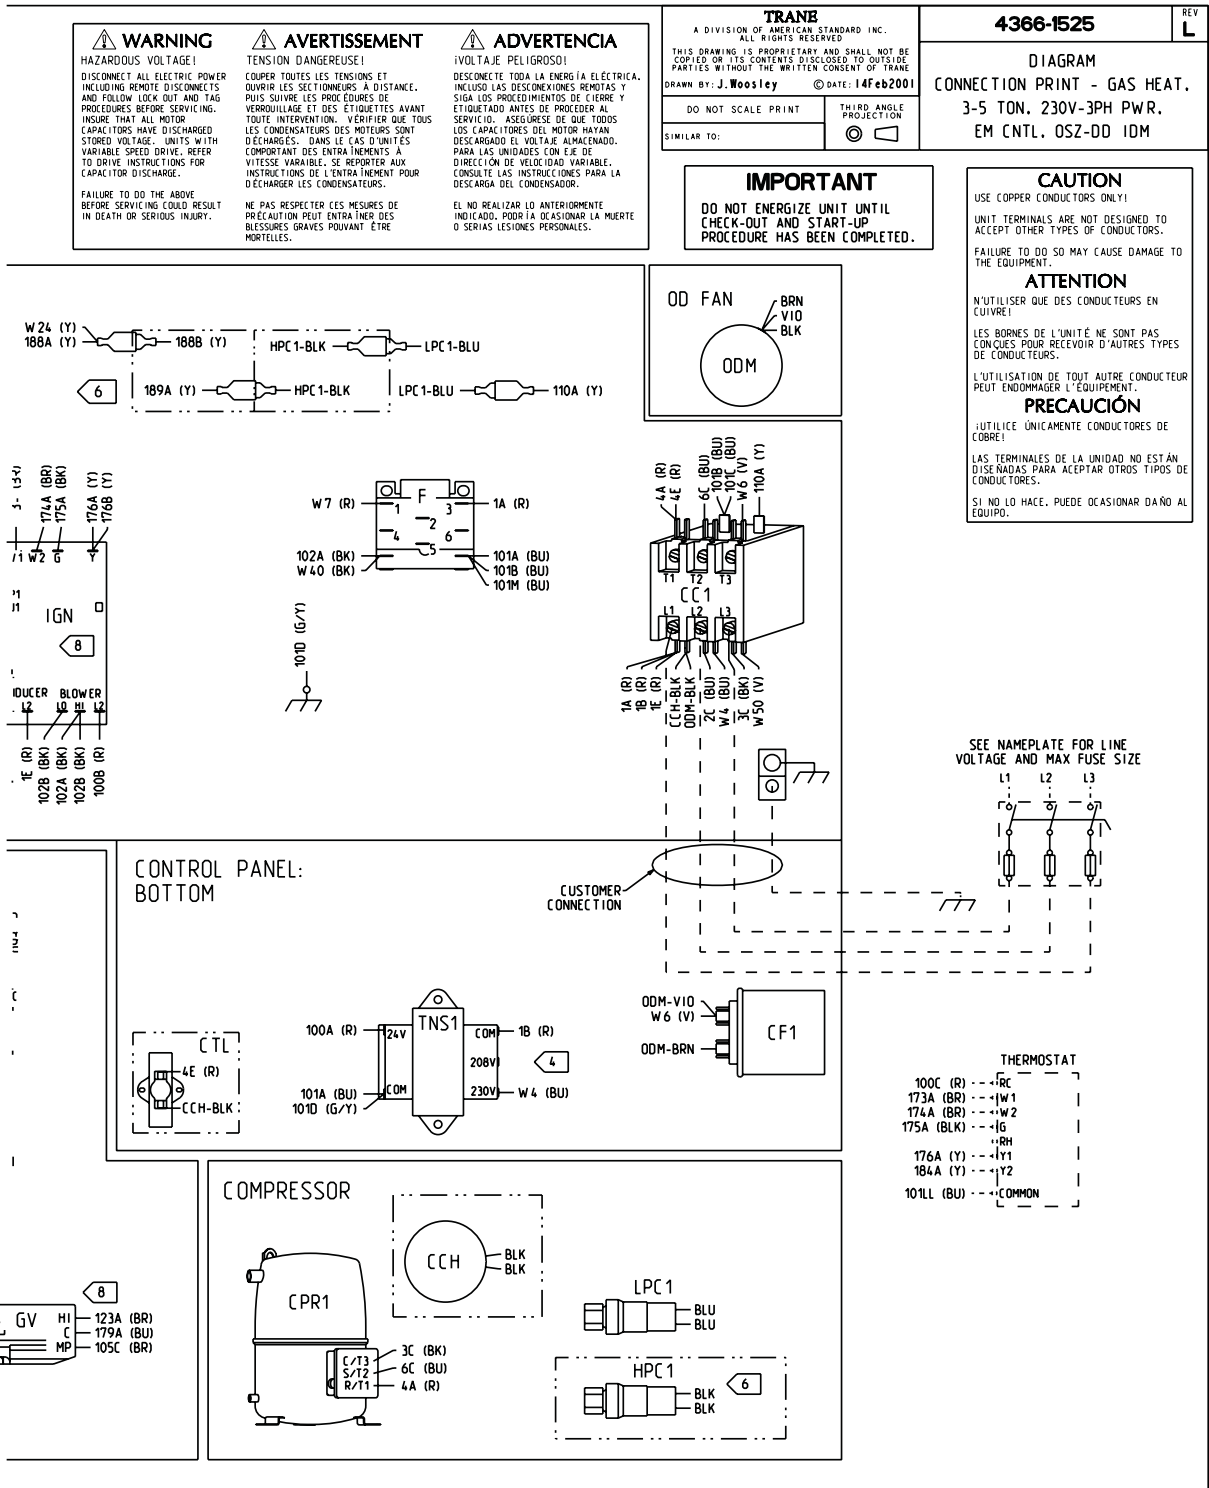 WARNING
HAZARDOUS VOLTAGE!
DISCONNECT ALL ELECTRIC POWER
INCLUDING REMOTE DISCONNECTS
AND FOLLOW LOCK OUT AND TAG
PROCEDURES BEFORE SERVICING.
INSURE THAT ALL MOTOR
CAPACITORS HAVE DISCHARGED
STORED VOLTAGE. UNITS WITH
VARIABLE SPEED DRIVE, REFER
TO DRIVE INSTRUCTIONS FOR
CAPACITOR DISCHARGE.
FAILURE TO DO THE ABOVE
BEFORE SERVICING COULD RESULT
IN DEATH OR SERIOUS INJURY.
AVERTISSEMENT
TENSION DANGEREUSE!
COUPER TOUTES LES TENSIONS ET
OUVRIR LES SECTIONNEURS À DISTANCE,
PUIS SUIVRE LES PROCÉDURES DE
VERROUILLAGE ET DES ÉTIQUETTES AVANT
TOUTE INTERVENTION. VÉRIFIER QUE TOUS
LES CONDENSATEURS DES MOTEURS SONT
DÉCHARGÉS. DANS LE CAS D'UNITÉS
COMPORTANT DES ENTRAÎNEMENTS À
VITESSE VARAIBLE, SE REPORTER AUX
INSTRUCTIONS DE L'ENTRAÎNEMENT POUR
DÉCHARGER LES CONDENSATEURS.
NE PAS RESPECTER CES MESURES DE
PRÉCAUTION PEUT ENTRAÎNER DES
BLESSURES GRAVES POUVANT ÊTRE
MORTELLES.
ADVERTENCIA
¡VOLTAJE PELIGROSO!
DESCONECTE TODA LA ENERGÍA ELÉCTRICA,
INCLUSO LAS DESCONEXIONES REMOTAS Y
SIGA LOS PROCEDIMIENTOS DE CIERRE Y
ETIQUETADO ANTES DE PROCEDER AL
SERVICIO. ASEGÚRESE DE QUE TODOS
LOS CAPACITORES DEL MOTOR HAYAN
DESCARGADO EL VOLTAJE ALMACENADO.
PARA LAS UNIDADES CON EJE DE
DIRECCIÓN DE VELOCIDAD VARIABLE,
CONSULTE LAS INSTRUCCIONES PARA LA
DESCARGA DEL CONDENSADOR.
EL NO REALIZAR LO ANTERIORMENTE
INDICADO, PODRÍA OCASIONAR LA MUERTE
O SERIAS LESIONES PERSONALES.
TRANE
A DIVISION OF AMERICAN STANDARD INC.
ALL RIGHTS RESERVED
THIS DRAWING IS PROPRIETARY AND SHALL NOT BE
COPIED OR ITS CONTENTS DISCLOSED TO OUTSIDE
PARTIES WITHOUT THE WRITTEN CONSENT OF TRANE
DRAWN BY: J.Woosley
© DATE: 14Feb2001
DO NOT SCALE PRINT
THIRD ANGLE
PROJECTION
SIMILAR TO:
4366-1525
REV
L
DIAGRAM
CONNECTION PRINT - GAS HEAT,
3-5 TON, 230V-3PH PWR,
EM CNTL, OSZ-DD IDM
IMPORTANT
DO NOT ENERGIZE UNIT UNTIL
CHECK-OUT AND START-UP
PROCEDURE HAS BEEN COMPLETED.
CAUTION
USE COPPER CONDUCTORS ONLY!
UNIT TERMINALS ARE NOT DESIGNED TO
ACCEPT OTHER TYPES OF CONDUCTORS.
FAILURE TO DO SO MAY CAUSE DAMAGE TO
THE EQUIPMENT.
ATTENTION
N'UTILISER QUE DES CONDUCTEURS EN
CUIVRE!
LES BORNES DE L'UNITÉ NE SONT PAS
CONÇUES POUR RECEVOIR D'AUTRES TYPES
DE CONDUCTEURS.
L'UTILISATION DE TOUT AUTRE CONDUCTEUR
PEUT ENDOMMAGER L'ÉQUIPEMENT.
PRECAUCIÓN
¡UTILICE ÚNICAMENTE CONDUCTORES DE
COBRE!
LAS TERMINALES DE LA UNIDAD NO ESTÁN
DISEÑADAS PARA ACEPTAR OTROS TIPOS DE
CONDUCTORES.
SI NO LO HACE, PUEDE OCASIONAR DAÑO AL
EQUIPO.
W24 (Y)
188A (Y)
188B (Y)
HPC1-BLK
LPC1-BLU
6
189A (Y)
HPC1-BLK
LPC1-BLU
110A (Y)
OD FAN
BRN
VIO
BLK
ODM
174A (BR)
175A (BK)
176A (Y)
176B (Y)
W2 G Y
IGN
8
BLOWER
L2 LO HI L2
1E (R)
102B (BK)
102A (BK)
102B (BK)
100B (R)
W7 (R)
F
1A (R)
1 3
2
4 6
5
102A (BK)
W40 (BK)
101A (BU)
101B (BU)
101M (BU)
101D (G/Y)
4A (R)
4E (R)
6C (BU)
101B (BU)
101C (BU)
W6 (V)
110A (Y)
T1 T2 T3
CC1
L1 L2 L3
1A (R)
1B (R)
1E (R)
CCH-BLK
ODM-BLK
2C (BU)
W4 (BU)
3C (BK)
W50 (V)
SEE NAMEPLATE FOR LINE
VOLTAGE AND MAX FUSE SIZE
L1 L2 L3
CONTROL PANEL:
BOTTOM
CUSTOMER
CONNECTION
CTL
4E (R)
CCH-BLK
100A (R)
24V
TNS1
COM
1B (R)
208V
4
101A (BU)
101D (G/Y)
COM
230V
W4 (BU)
ODM-VIO
W6 (V)
ODM-BRN
CF1
THERMOSTAT
100C (R) RC
173A (BR) W1
174A (BR) W2
175A (BLK) G
RH
176A (Y) Y1
184A (Y) Y2
101LL (BU) COMMON
COMPRESSOR
CCH
BLK
BLK
CPR1
C/T3
S/T2
R/T1
3C (BK)
6C (BU)
4A (R)
LPC1
BLU
BLU
HPC1
BLK
BLK
6
8
GV
HI
C
MP
123A (BR)
179A (BU)
105C (BR)